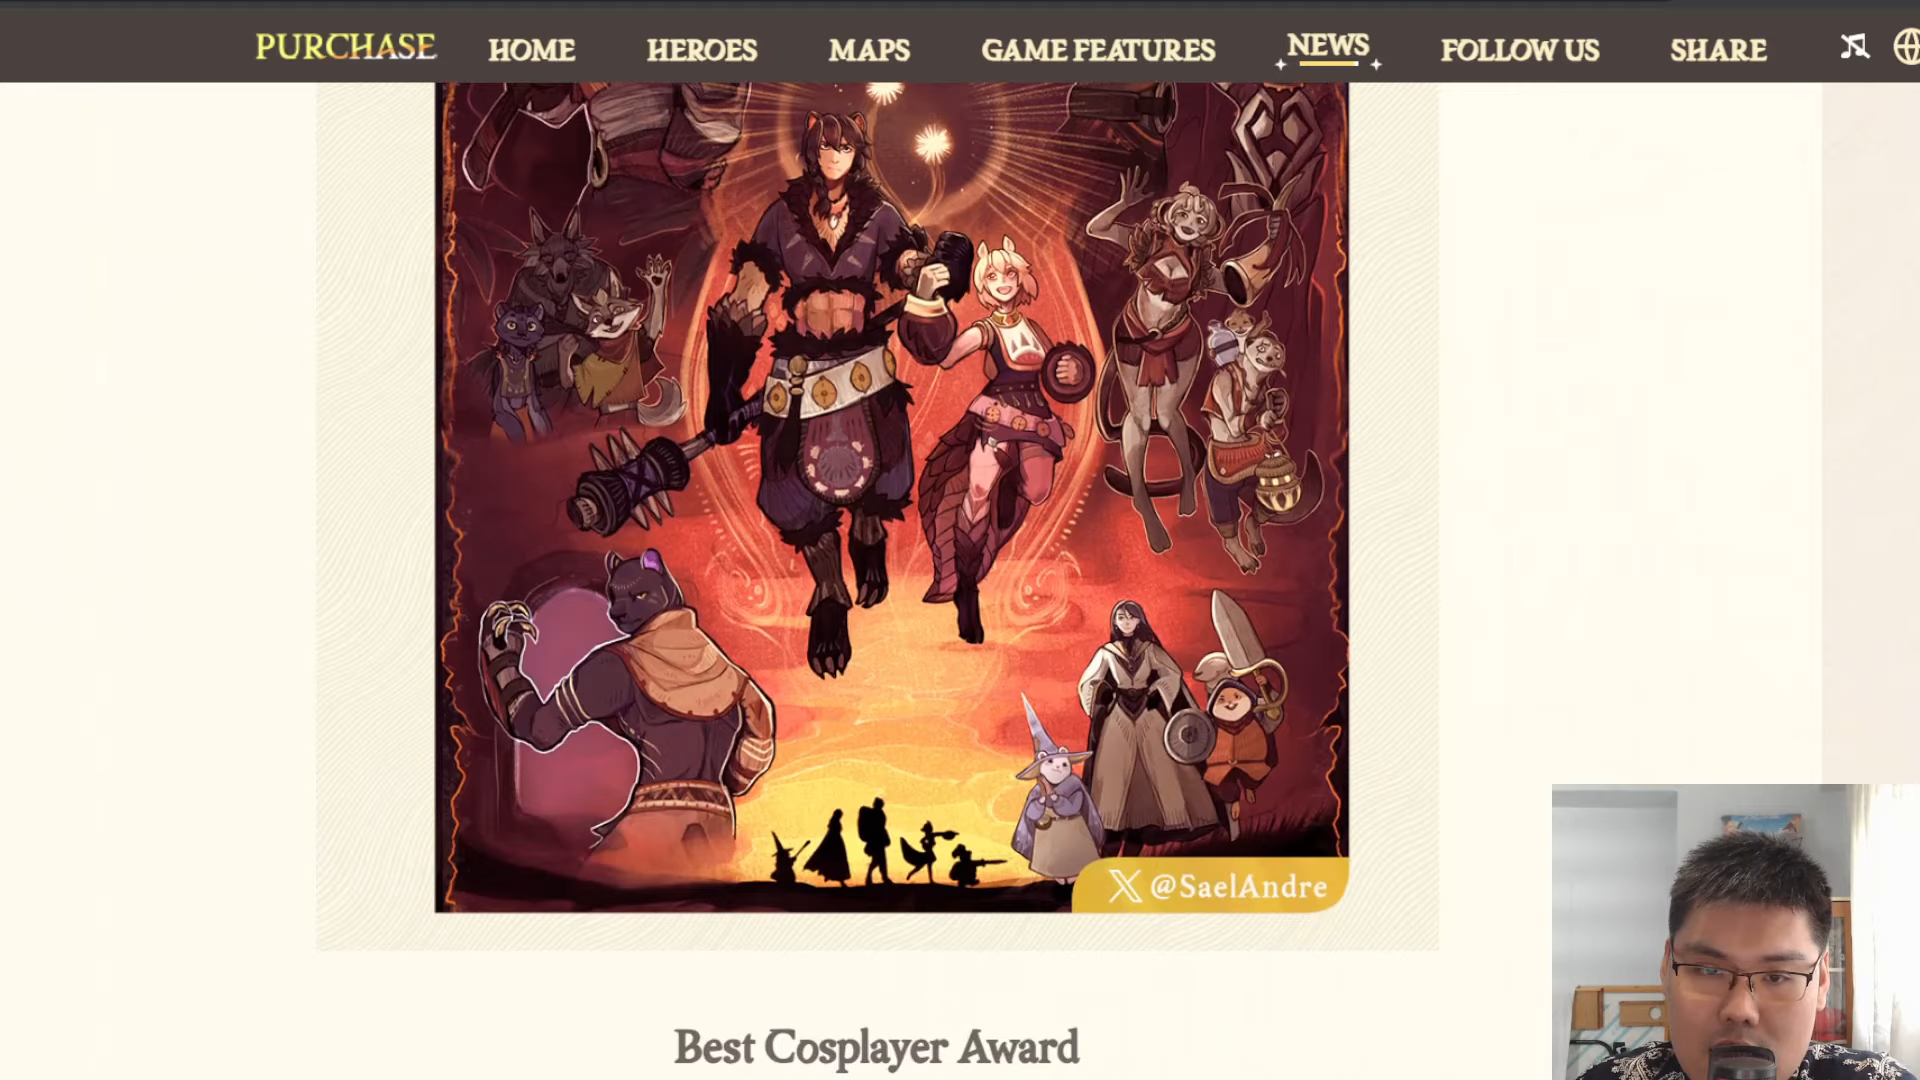 PURCHASE HOME HEROES MAPS GAME FEATURES NEWS FOLLOW US SHARE
@SaelAndre
Best Cosplayer Award